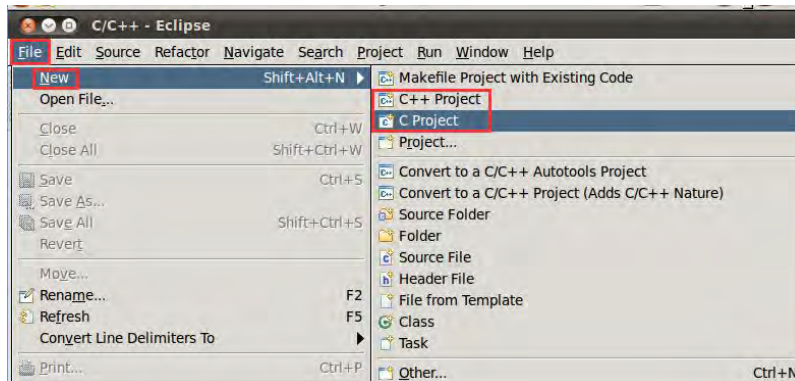 C/C++ - Eclipse
File Edit Source Refactor Navigate Search Project Run Window Help
New Shift+Alt+N
Open File...
Close Ctrl+W
Close All Shift+Ctrl+W
Save Ctrl+S
Save As...
Save All Shift+Ctrl+S
Revert
Move...
Rename... F2
Refresh F5
Convert Line Delimiters To
Print... Ctrl+P
Makefile Project with Existing Code
C++ Project
C Project
Project...
Convert to a C/C++ Autotools Project
Convert to a C/C++ Project (Adds C/C++ Nature)
Source Folder
Folder
Source File
Header File
File from Template
Class
Task
Other... Ctrl+N